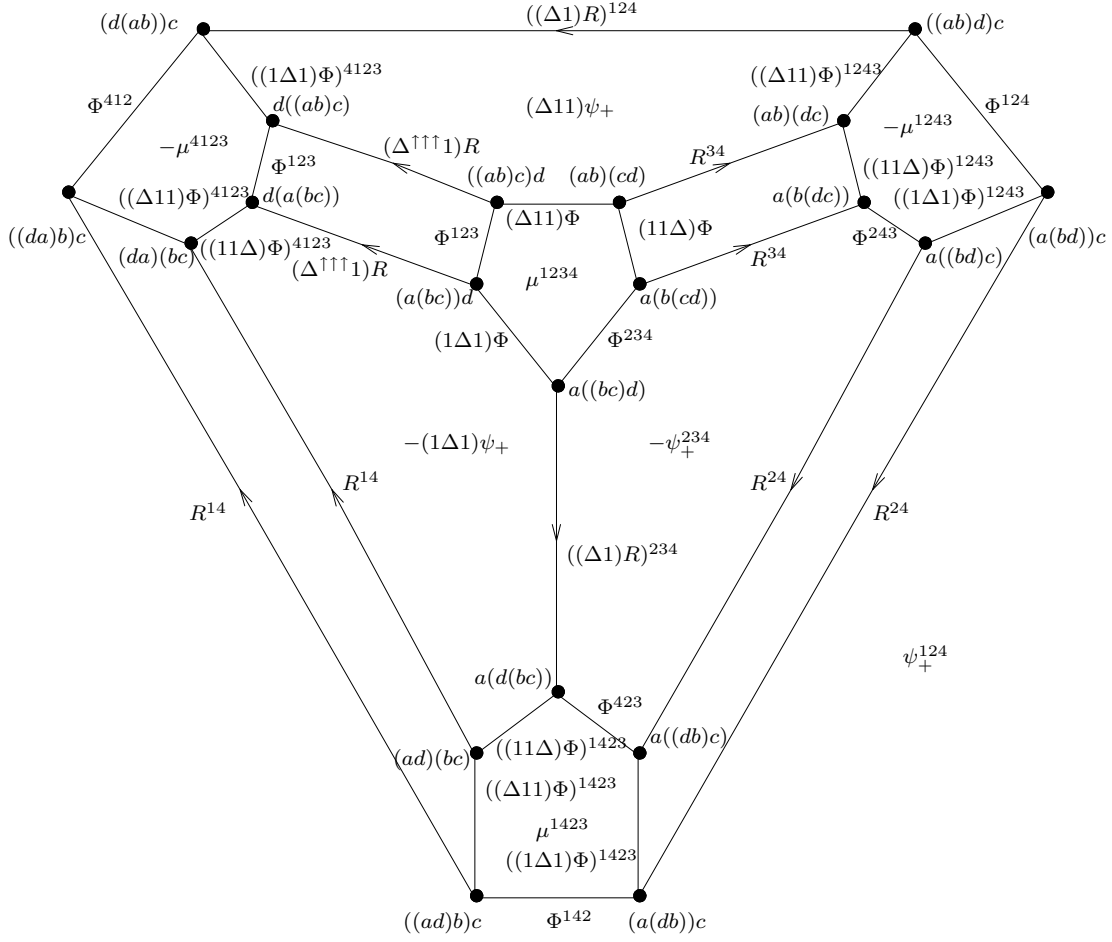 ((Δ1)R)^{124}
(d(ab))c
((ab)d)c
((1Δ1)Φ)^{4123}
((Δ11)Φ)^{1243}
Φ^{412}
d((ab)c)
(Δ11)ψ_+
(ab)(dc)
Φ^{124}
−μ^{4123}
(Δ^{↑↑↑}1)R
R^{34}
−μ^{1243}
Φ^{123}
((ab)c)d
(ab)(cd)
((11Δ)Φ)^{1243}
((Δ11)Φ)^{4123}
d(a(bc))
a(b(dc))
((1Δ1)Φ)^{1243}
(Δ11)Φ
(11Δ)Φ
((da)b)c
(da)(bc)
((11Δ)Φ)^{4123}
Φ^{123}
R^{34}
Φ^{243}
(a(bd))c
a((bd)c)
(Δ^{↑↑↑}1)R
(a(bc))d
μ^{1234}
a(b(cd))
(1Δ1)Φ
Φ^{234}
a((bc)d)
−(1Δ1)ψ_+
−ψ_+^{234}
R^{14}
R^{24}
R^{14}
R^{24}
((Δ1)R)^{234}
ψ_+^{124}
a(d(bc))
Φ^{423}
(ad)(bc)
((11Δ)Φ)^{1423}
a((db)c)
((Δ11)Φ)^{1423}
μ^{1423}
((1Δ1)Φ)^{1423}
((ad)b)c
Φ^{142}
(a(db))c